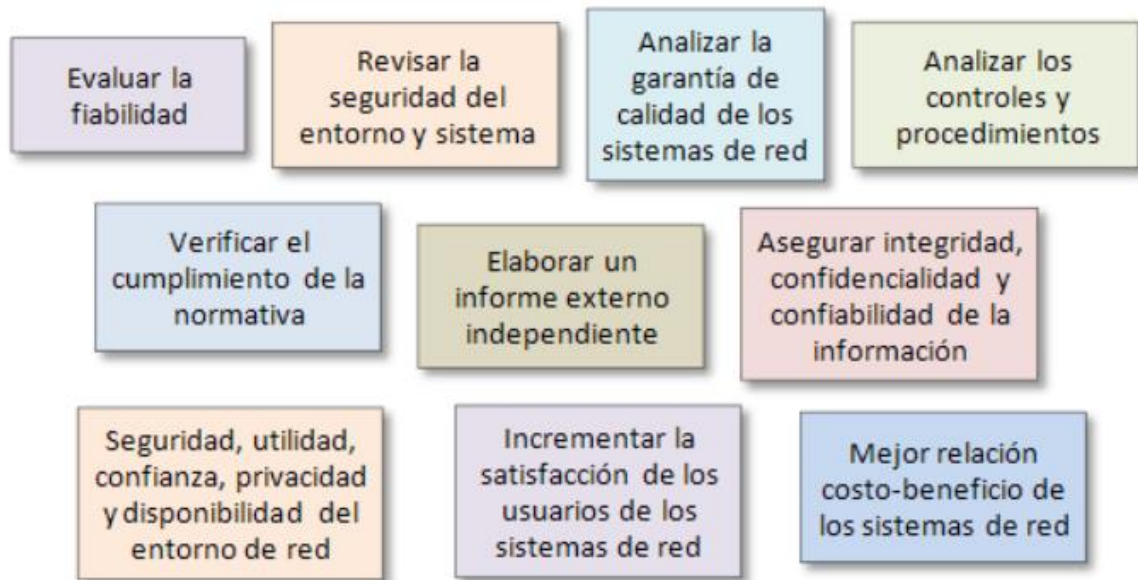 Evaluar la
fiabilidad
Revisar la
seguridad del
entorno y sistema
Analizar la
garantía de
calidad de los
sistemas de red
Analizar los
controles y
procedimientos
Verificar el
cumplimiento de la
normativa
Elaborar un
informe externo
independiente
Asegurar integridad,
confidencialidad y
confiabilidad de la
información
Seguridad, utilidad,
confianza, privacidad
y disponibilidad del
entorno de red
Incrementar la
satisfacción de los
usuarios de los
sistemas de red
Mejor relación
costo-beneficio de
los sistemas de red